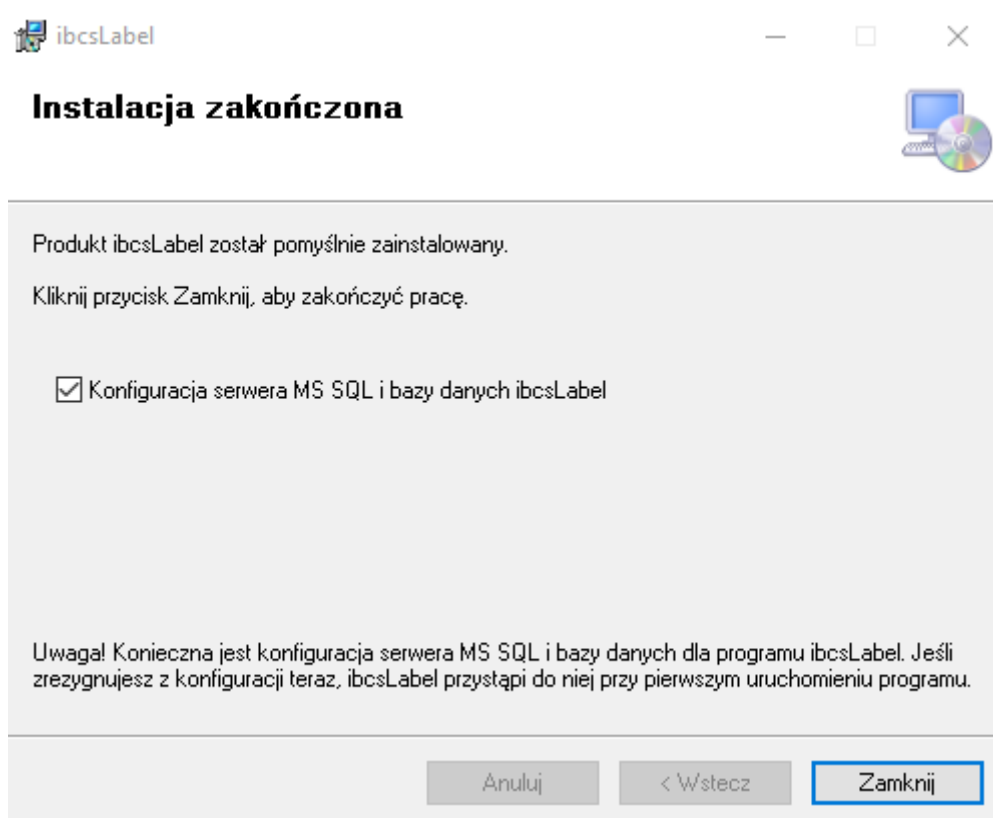 ibcsLabel
Instalacja zakończona
Produkt ibcsLabel został pomyślnie zainstalowany.
Kliknij przycisk Zamknij, aby zakończyć pracę.
Konfiguracja serwera MS SQL i bazy danych ibcsLabel
Uwaga! Konieczna jest konfiguracja serwera MS SQL i bazy danych dla programu ibcsLabel. Jeśli
zrezygnujesz z konfiguracji teraz, ibcsLabel przystąpi do niej przy pierwszym uruchomieniu programu.
Anuluj
< Wstecz
Zamknij